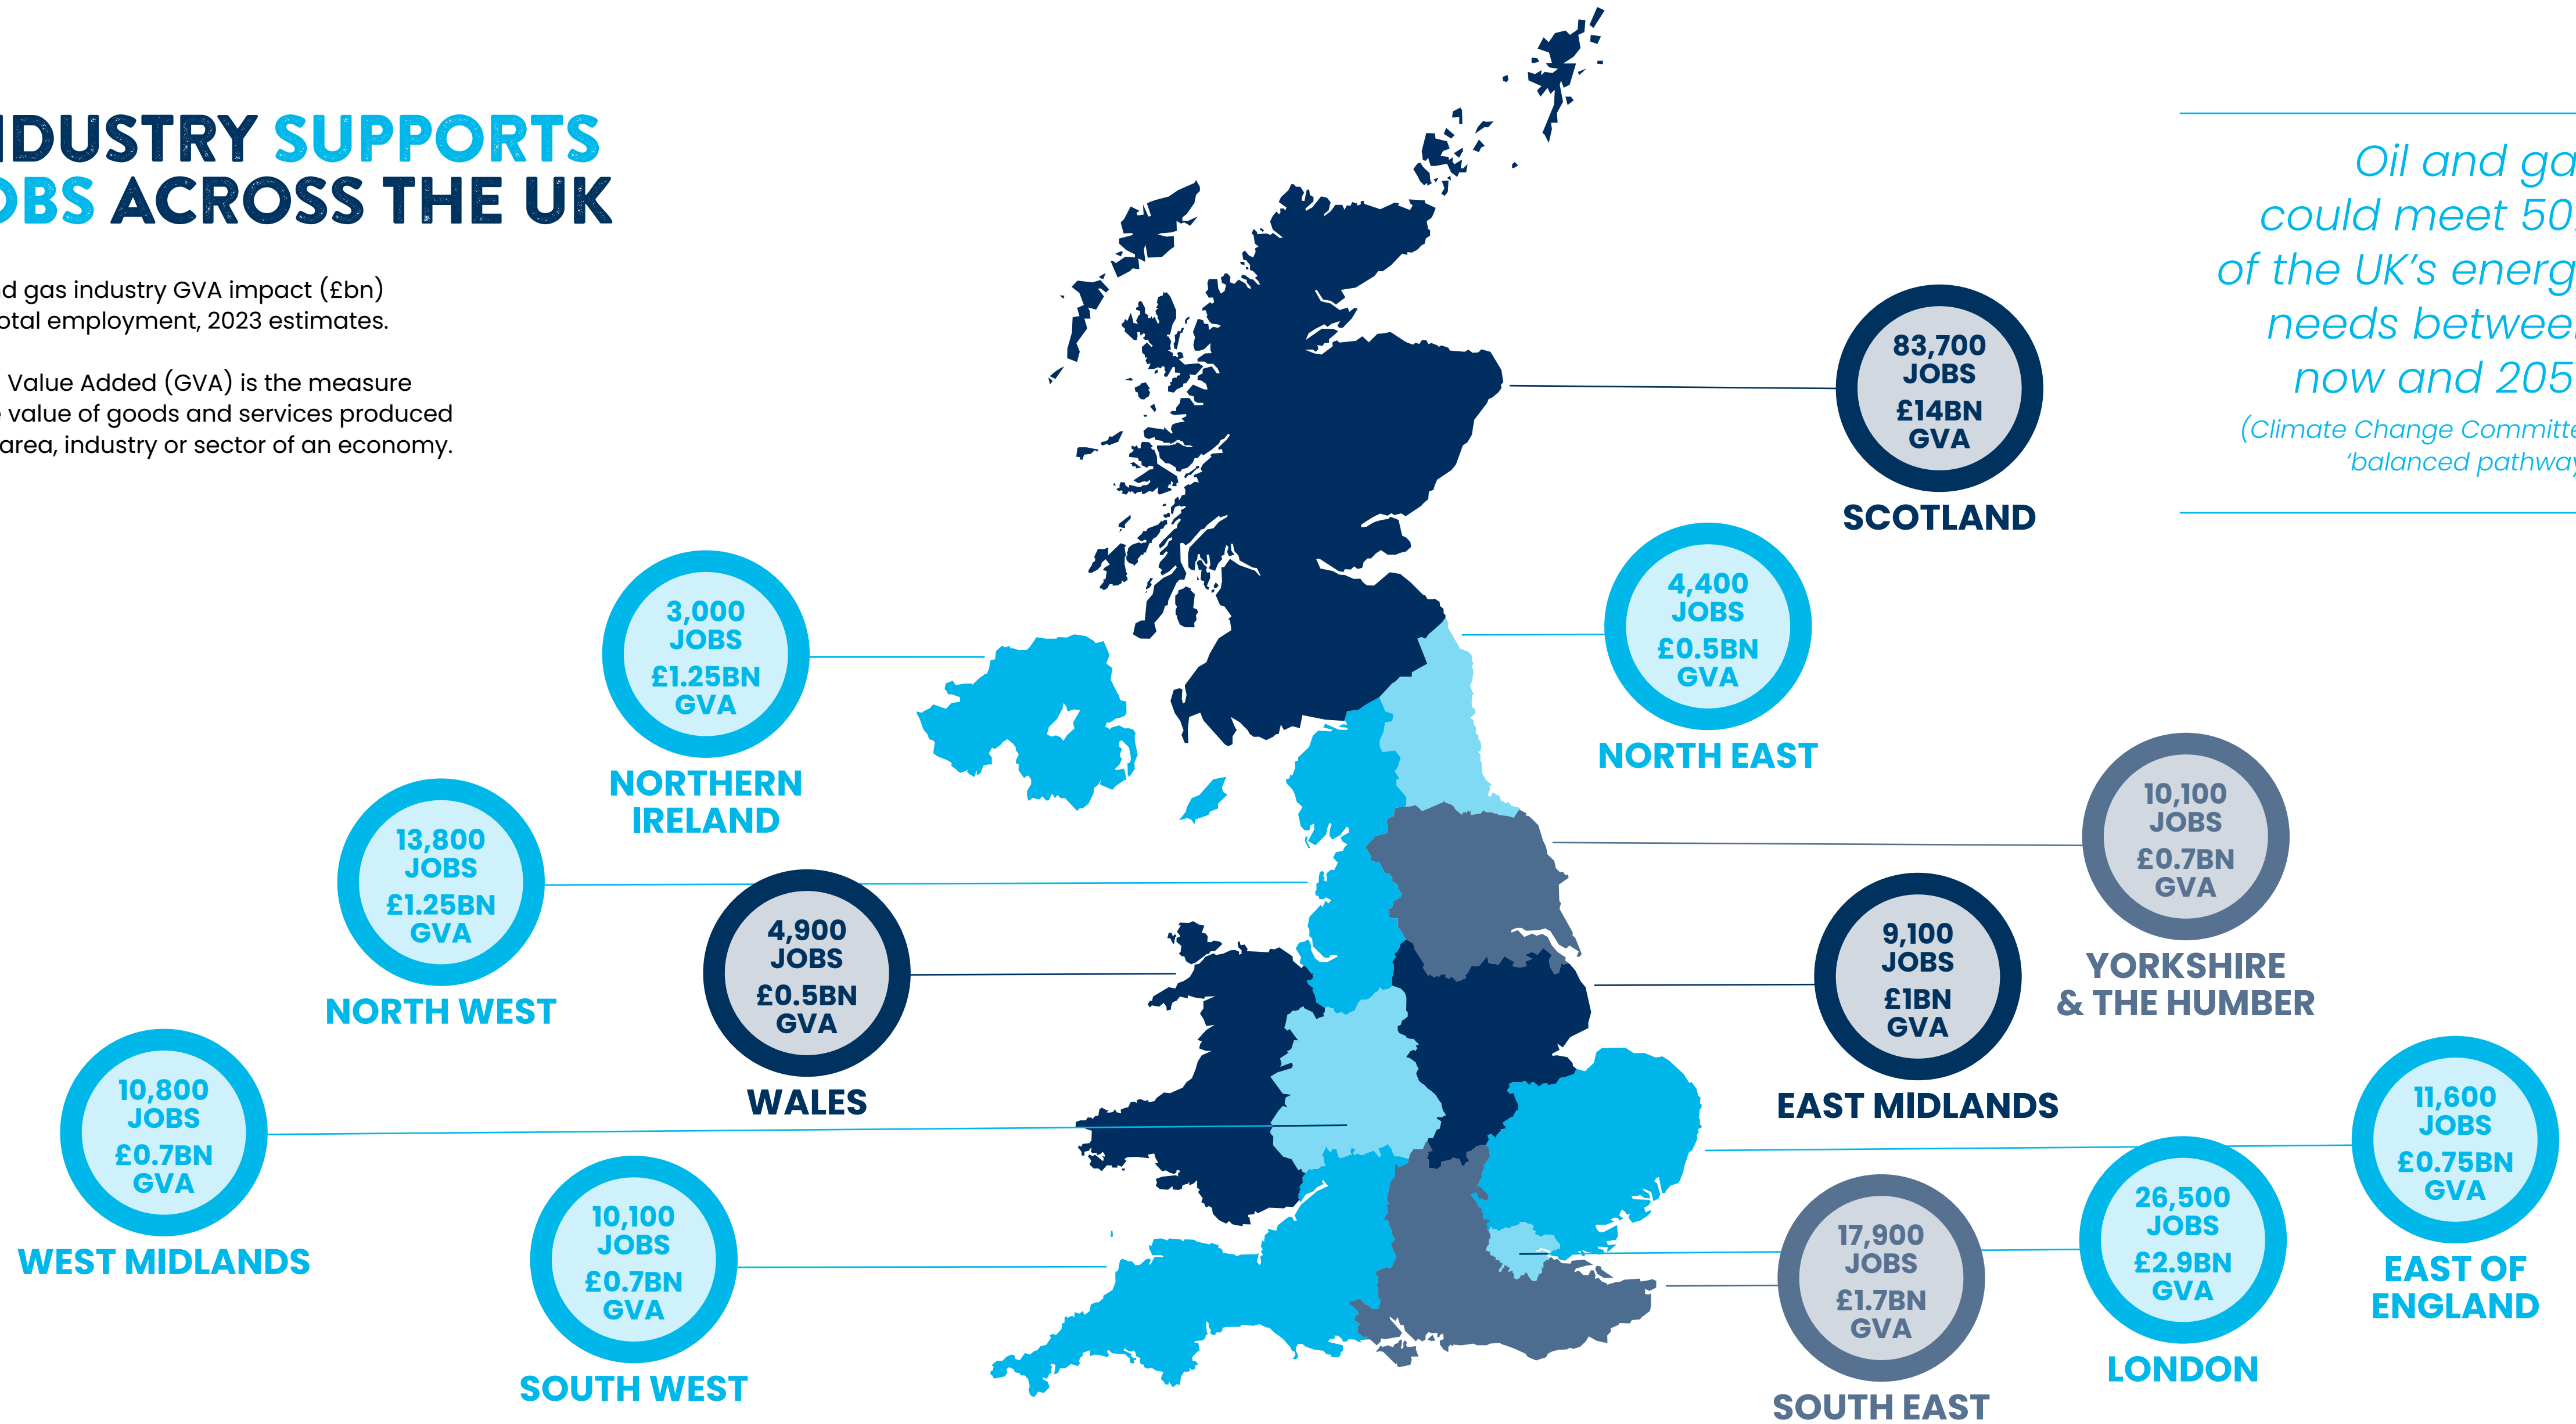 NDUSTRY SUPPORTS
OBS ACROSS THE UK
d gas industry GVA impact (£bn)
otal employment, 2023 estimates.
Value Added (GVA) is the measure
value of goods and services produced
area, industry or sector of an economy.
Oil and ga
could meet 50
of the UK's energ
needs betwee
now and 205
(Climate Change Committe
'balanced pathway
83,700
JOBS
£14BN
GVA
SCOTLAND
4,400
JOBS
£0.5BN
GVA
NORTH EAST
3,000
JOBS
£1.25BN
GVA
NORTHERN
IRELAND
10,100
JOBS
£0.7BN
GVA
YORKSHIRE
& THE HUMBER
13,800
JOBS
£1.25BN
GVA
NORTH WEST
4,900
JOBS
£0.5BN
GVA
WALES
9,100
JOBS
£1BN
GVA
EAST MIDLANDS
10,800
JOBS
£0.7BN
GVA
WEST MIDLANDS
11,600
JOBS
£0.75BN
GVA
EAST OF
ENGLAND
10,100
JOBS
£0.7BN
GVA
SOUTH WEST
17,900
JOBS
£1.7BN
GVA
SOUTH EAST
26,500
JOBS
£2.9BN
GVA
LONDON